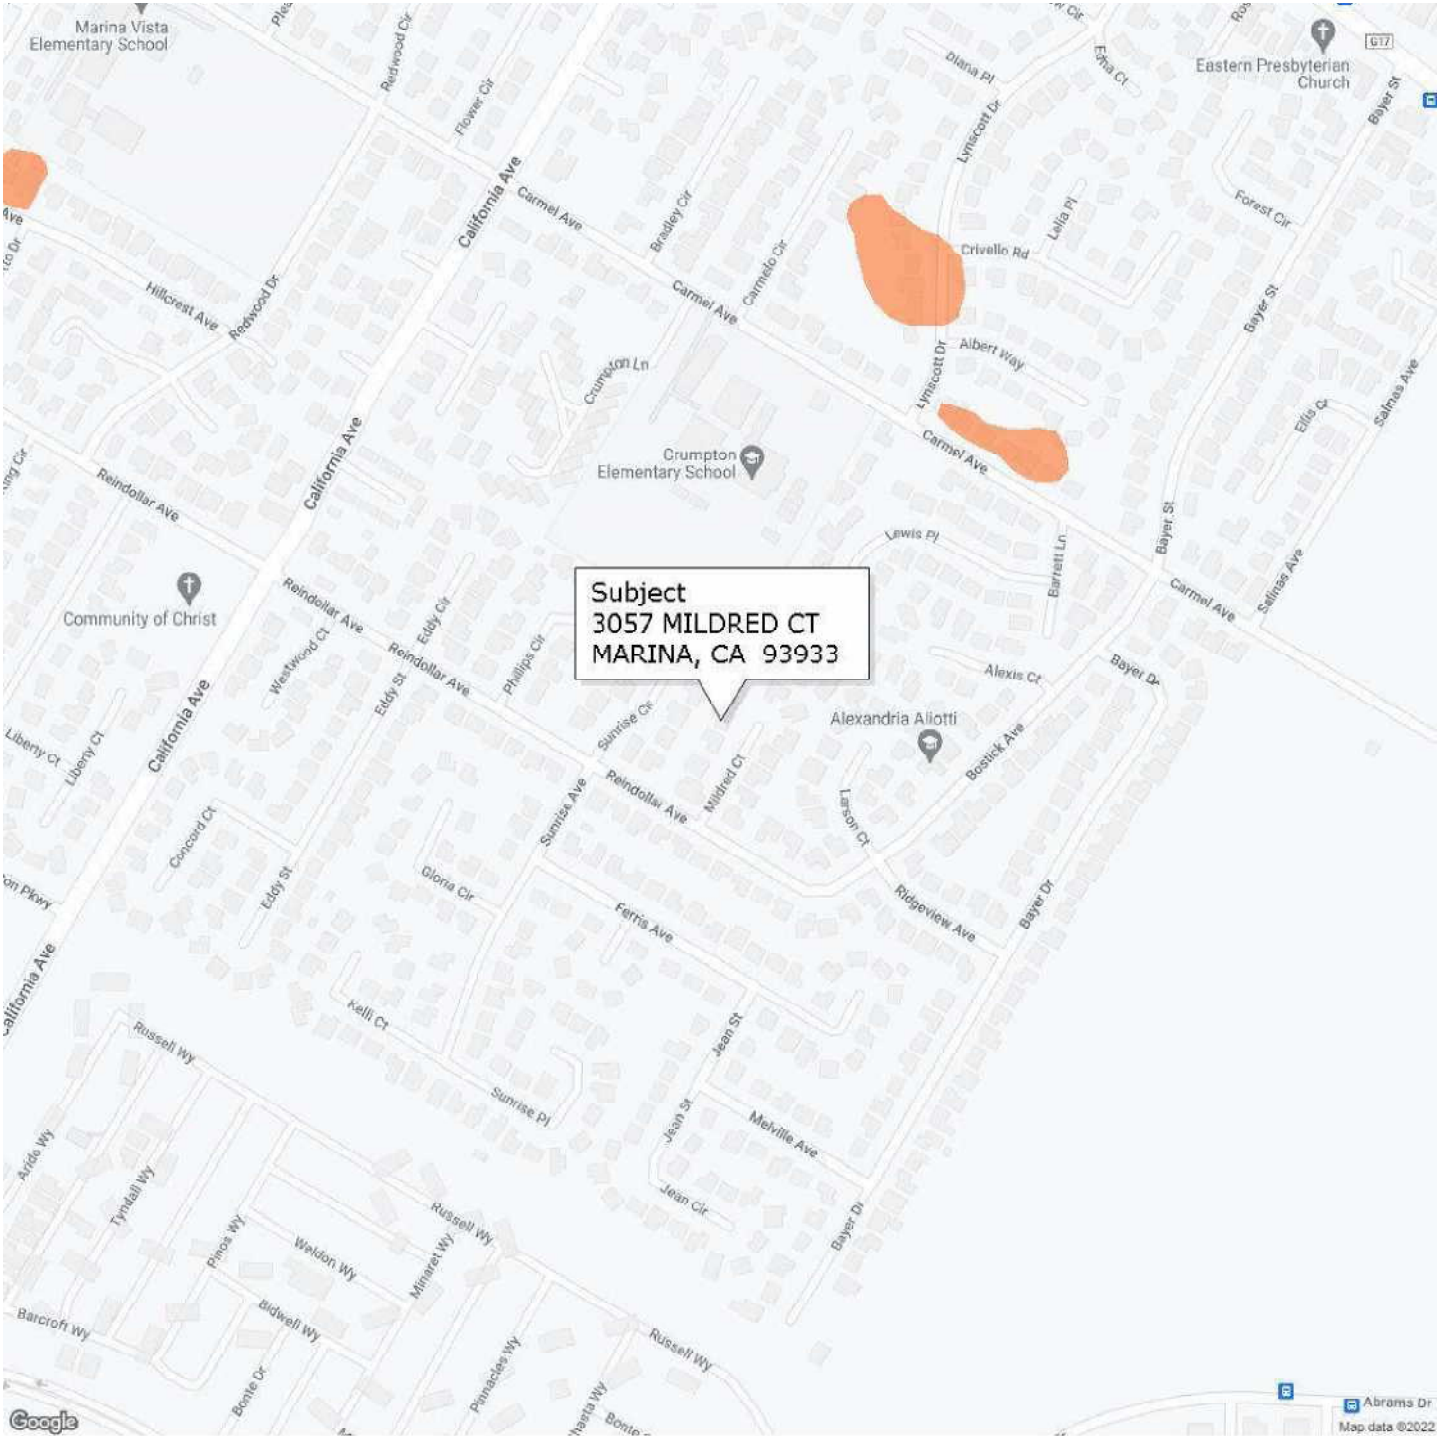 Marina Vista
Elementary School
Redwood Cir
Flower Cir
Diana Pl
Edna Ct
Eastern Presbyterian
Church
G17
Bayer St
Lynscott Dr
California Ave
Carmel Ave
Bradley Cir
Carmelo Cir
Lelia Pl
Forest Cir
Crivello Rd
Ave
to Dr
Hillcrest Ave
Redwood Dr
Carmel Ave
Bayer St
Lynscott Dr
Albert Way
Crumpton Ln
Salinas Ave
Ellis Ct
California Ave
Crumpton
Elementary School
Carmel Ave
Reindollar Ave
Lewis Pl
Barrett Ln
Bayer St
Carmel Ave
Salinas Ave
Community of Christ
Reindollar Ave
Westwood Ct
Eddy Cir
Reindollar Ave
Phillips Cir
Eddy St
Subject
3057 MILDRED CT
MARINA, CA 93933
Alexis Ct
Bayer Dr
Alexandria Aliotti
Bostick Ave
Sunrise Cir
California Ave
Liberty Ct
Liberty Ct
Mildred Ct
Reindollar Ave
Sunrise Ave
Larson Ct
Concord Ct
Eddy St
Gloria Cir
Ferris Ave
Ridgeview Ave
Bayer Dr
on Pkwy
California Ave
Kelli Ct
Jean St
Russell Wy
Sunrise Pl
Jean St
Melville Ave
Tyndall Wy
Jean Cir
Russell Wy
Pinos Wy
Weldon Wy
Minaret Wy
Bayer Dr
Barcroft Wy
Bidwell Wy
Bonte Dr
Pinnacles Wy
Russell Wy
hasta Wy
Abrams Dr
Google
Map data ©2022